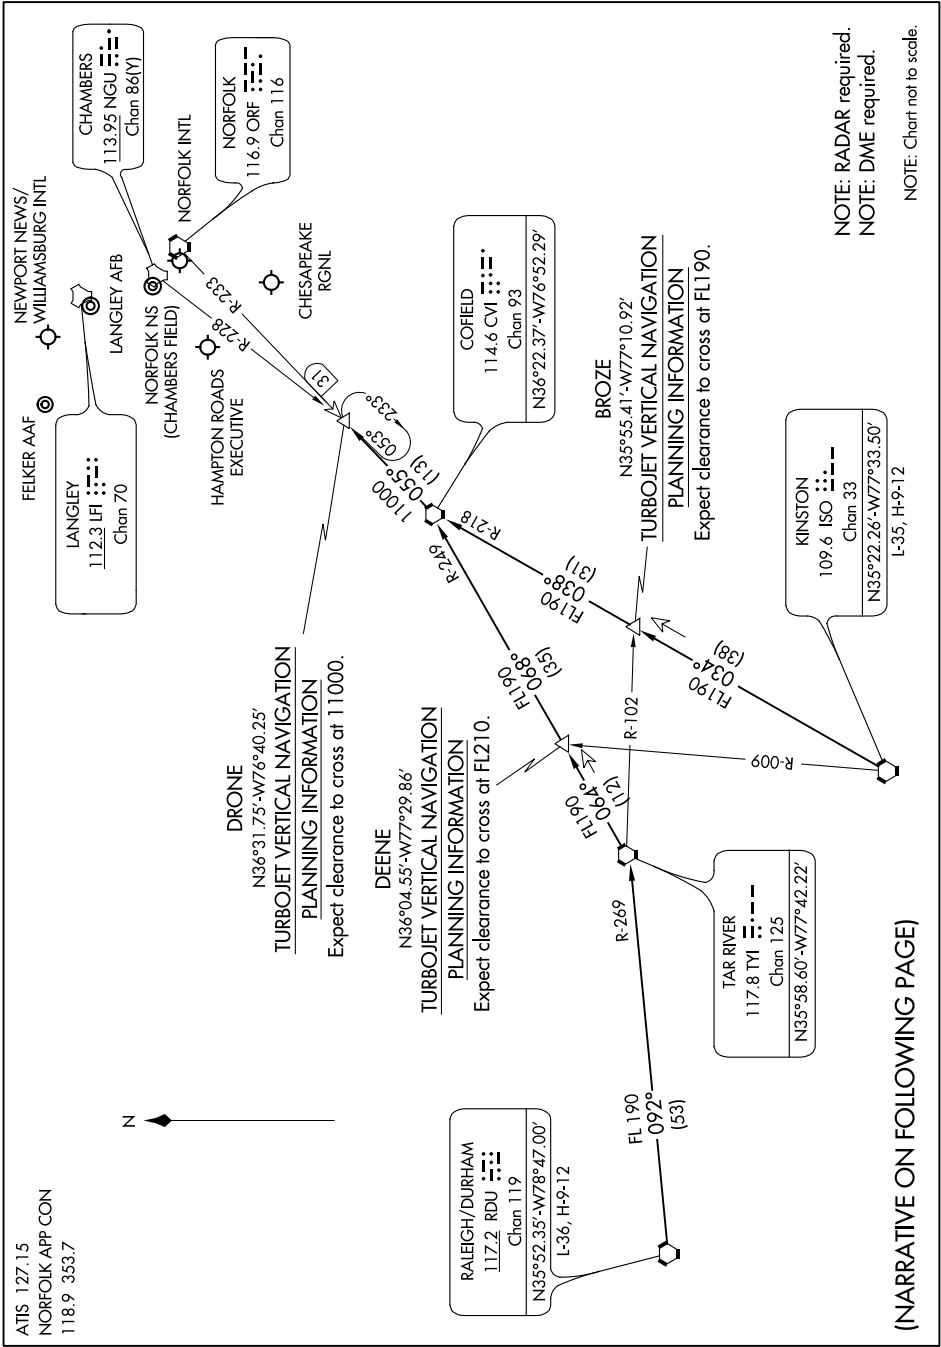 ATIS 127.15
NORFOLK APP CON
118.9 353.7
N
FELKER AAF
NEWPORT NEWS/
WILLIAMSBURG INTL
LANGLEY
112.3 LFI
Chan 70
LANGLEY AFB
CHAMBERS
113.95 NGU
Chan 86(Y)
NORFOLK NS
(CHAMBERS FIELD)
NORFOLK INTL
NORFOLK
116.9 ORF
Chan 116
HAMPTON ROADS
EXECUTIVE
CHESAPEAKE
RGNL
R-233
R-228
31
233°
053°
055°
(13)
11000
DRONE
N36°31.75′-W76°40.25′
TURBOJET VERTICAL NAVIGATION
PLANNING INFORMATION
Expect clearance to cross at 11000.
COFIELD
114.6 CVI
Chan 93
N36°22.37′-W76°52.29′
R-249
R-218
FL190
068°
(35)
FL190
038°
(31)
DEENE
N36°04.55′-W77°29.86′
TURBOJET VERTICAL NAVIGATION
PLANNING INFORMATION
Expect clearance to cross at FL210.
BROZE
N35°55.41′-W77°10.92′
TURBOJET VERTICAL NAVIGATION
PLANNING INFORMATION
Expect clearance to cross at FL190.
FL190
064°
(12)
R-102
R-009
FL190
034°
(38)
R-269
FL 190
092°
(53)
RALEIGH/DURHAM
117.2 RDU
Chan 119
N35°52.35′-W78°47.00′
L-36, H-9-12
TAR RIVER
117.8 TYI
Chan 125
N35°58.60′-W77°42.22′
KINSTON
109.6 ISO
Chan 33
N35°22.26′-W77°33.50′
L-35, H-9-12
NOTE: RADAR required.
NOTE: DME required.
NOTE: Chart not to scale.
(NARRATIVE ON FOLLOWING PAGE)